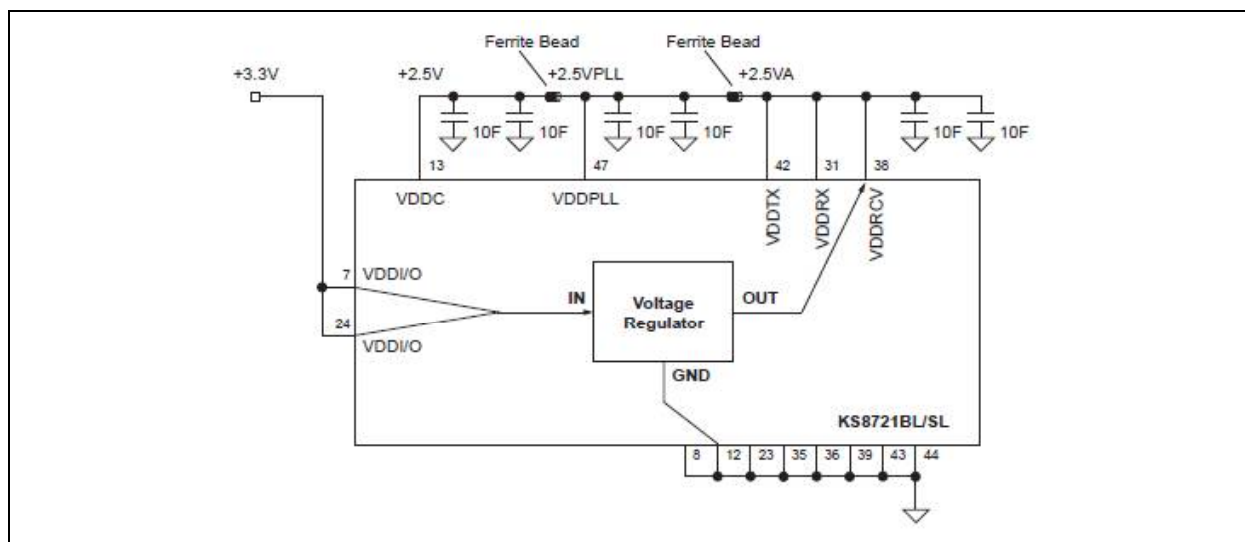 Ferrite Bead
Ferrite Bead
+3.3V
+2.5V
+2.5VPLL
+2.5VA
10F
10F
10F
10F
10F
10F
13
47
42
31
38
VDDC
VDDPLL
VDDTX
VDDRX
VDDRCV
7
VDDI/O
24
VDDI/O
IN
Voltage
Regulator
OUT
GND
KS8721BL/SL
8
12
23
35
36
39
43
44